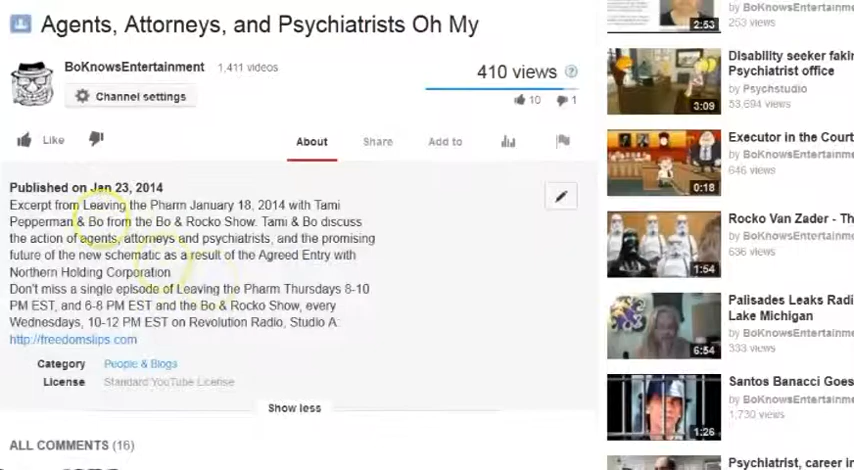 Agents, Attorneys, and Psychiatrists Oh My
BoKnowsEntertainment 1,411 videos
Channel settings
410 views
10 1
Like About Share Add to
Published on Jan 23, 2014
Excerpt from Leaving the Pharm January 18, 2014 with Tami
Pepperman & Bo from the Bo & Rocko Show. Tami & Bo discuss
the action of agents, attorneys and psychiatrists, and the promising
future of the new schematic as a result of the Agreed Entry with
Northern Holding Corporation
Don't miss a single episode of Leaving the Pharm Thursdays 8-10
PM EST, and 6-8 PM EST and the Bo & Rocko Show, every
Wednesdays, 10-12 PM EST on Revolution Radio, Studio A:
http://freedomslips.com
Category People & Blogs
License Standard YouTube License
Show less
ALL COMMENTS (16)
by BoKnowsEntertainme
253 views
2:53
Disability seeker fakin
Psychiatrist office
by Psychstudio
53,694 views
3:09
Executor in the Court
by BoKnowsEntertainme
646 views
0:18
Rocko Van Zader - Th
by BoKnowsEntertainme
636 views
1:54
Palisades Leaks Radi
Lake Michigan
by BoKnowsEntertainme
333 views
6:54
Santos Banacci Goes
by BoKnowsEntertainme
1,730 views
1:26
Psychiatrist, career in